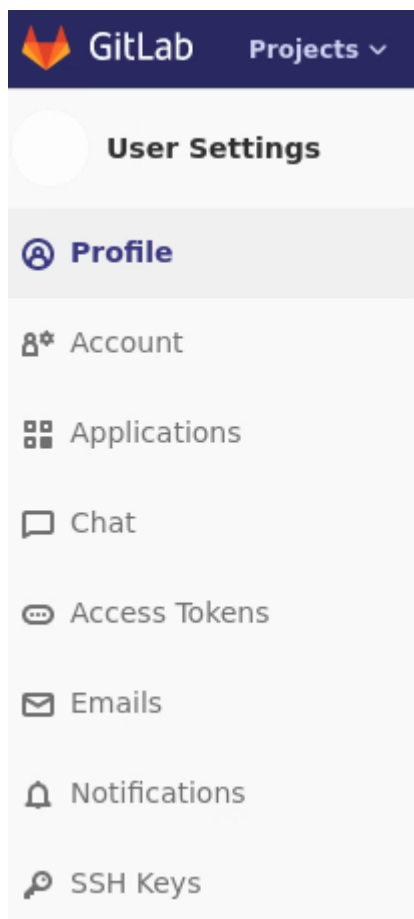 GitLab Projects
User Settings
Profile
Account
Applications
Chat
Access Tokens
Emails
Notifications
SSH Keys